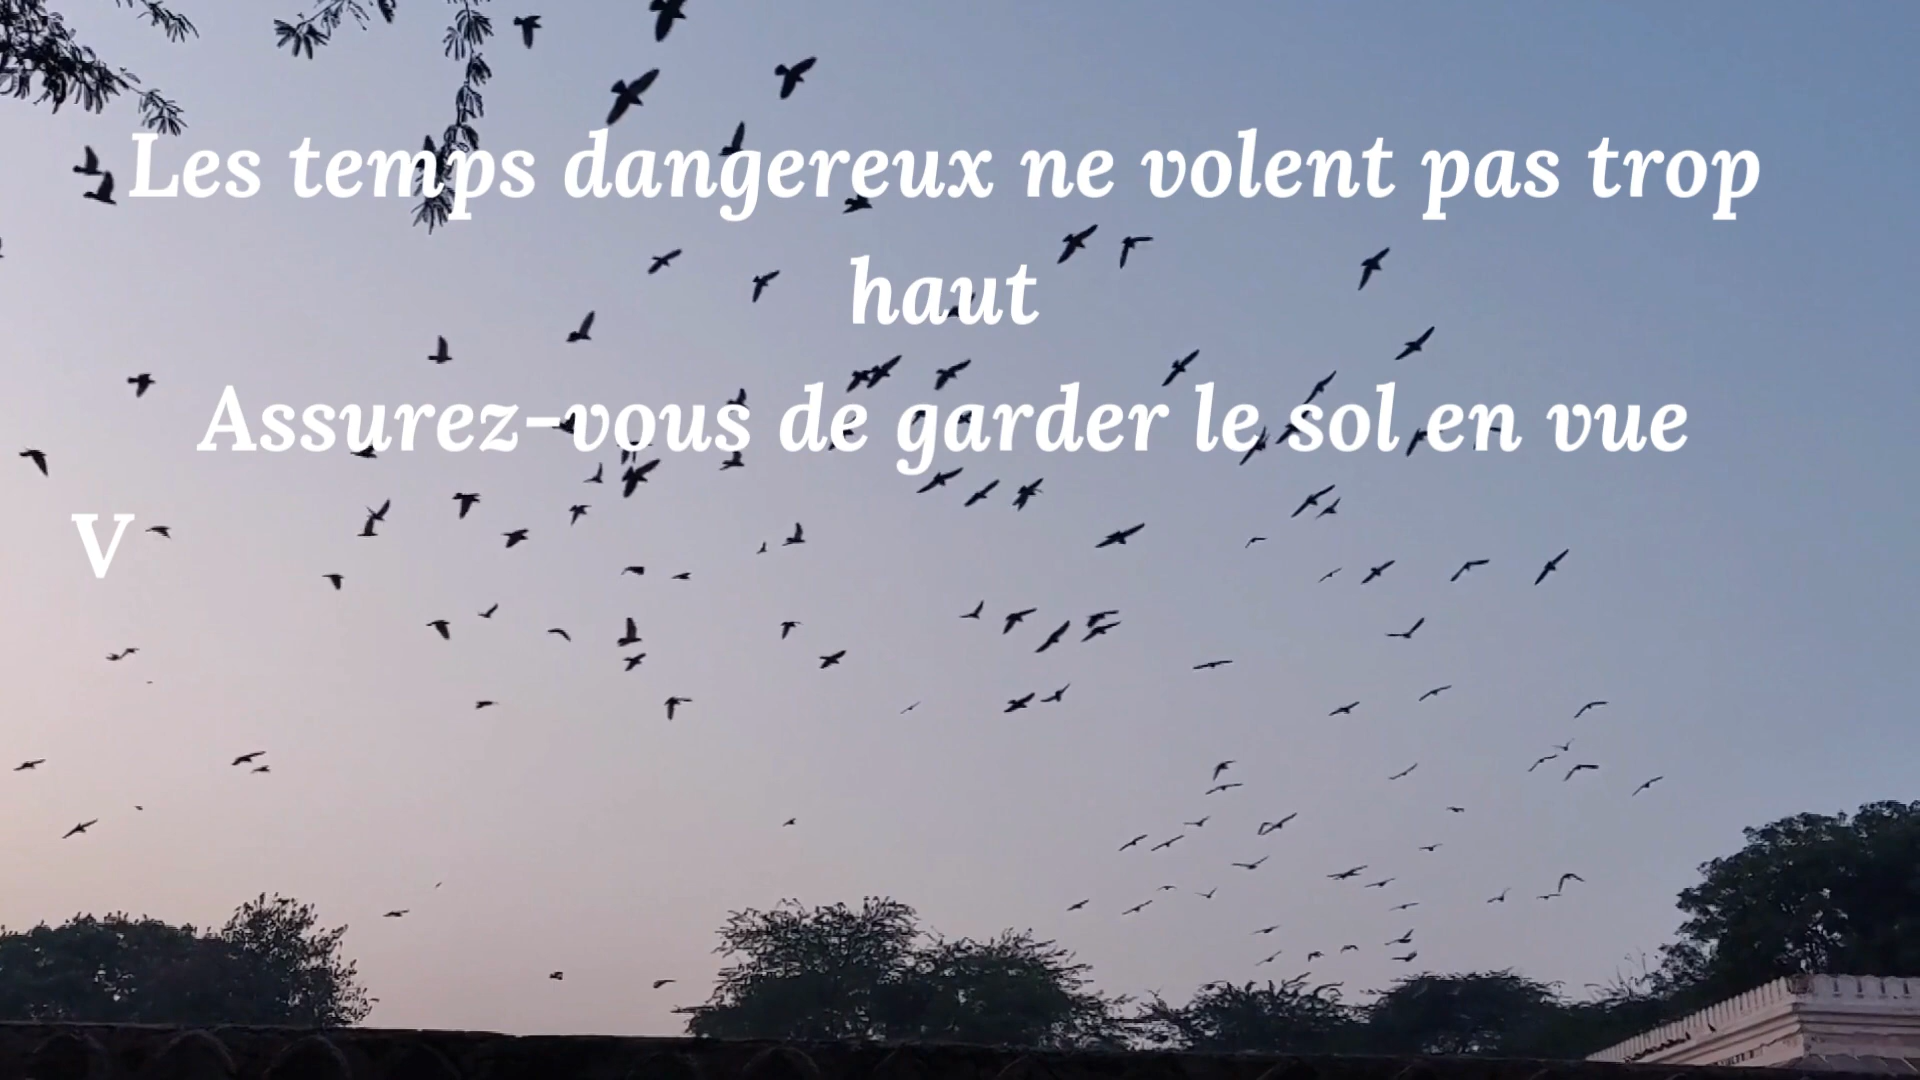 Les temps dangereux ne volent pas trop
haut
Assurez-vous de garder le sol en vue
V